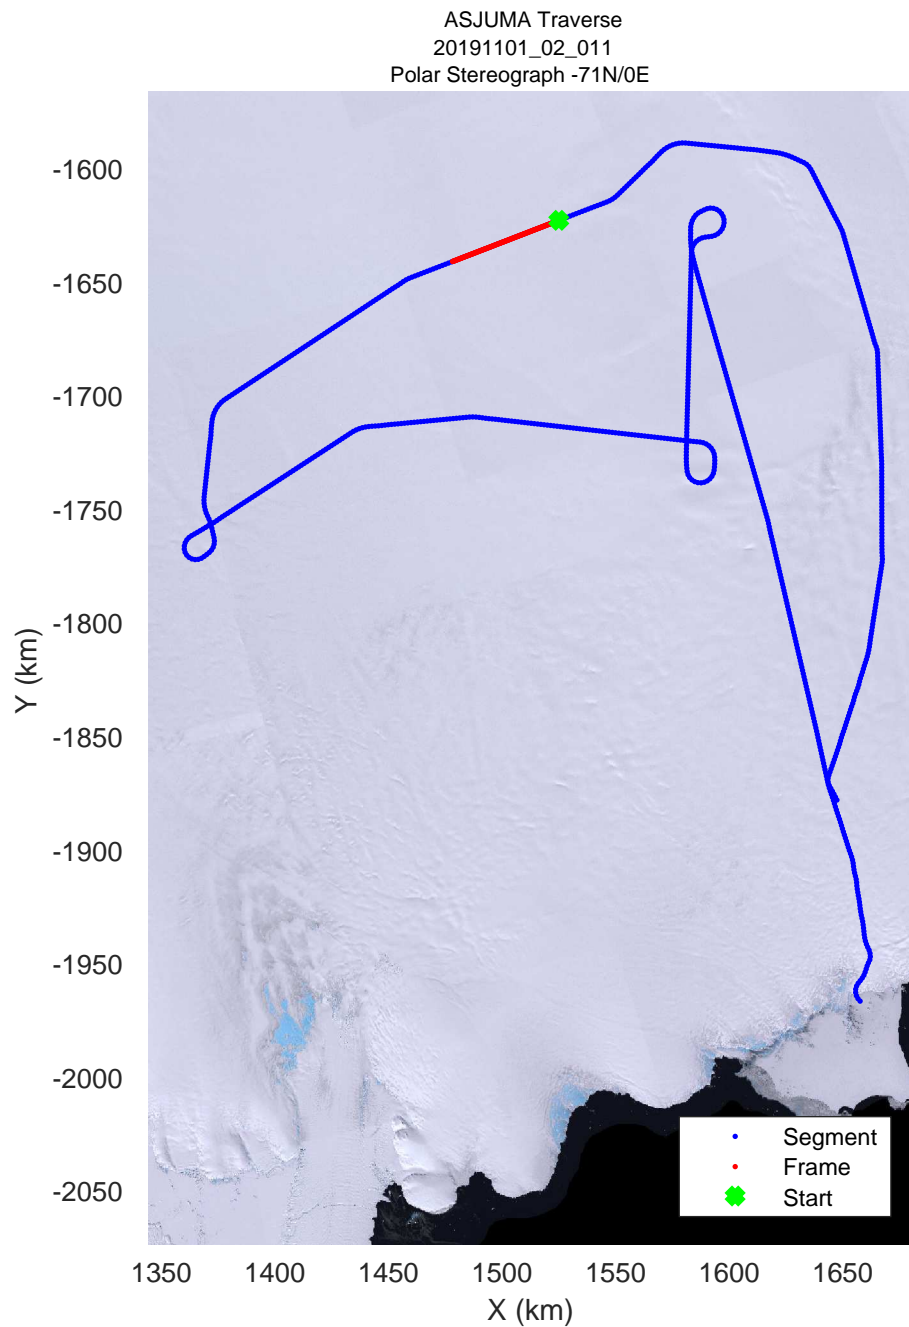 ASJUMA Traverse
20191101_02_011
Polar Stereograph -71N/0E
-1600
-1650
-1700
-1750
-1800
-1850
-1900
-1950
-2000
-2050
Y (km)
Segment
Frame
Start
1350 1400 1450 1500 1550 1600 1650
X (km)